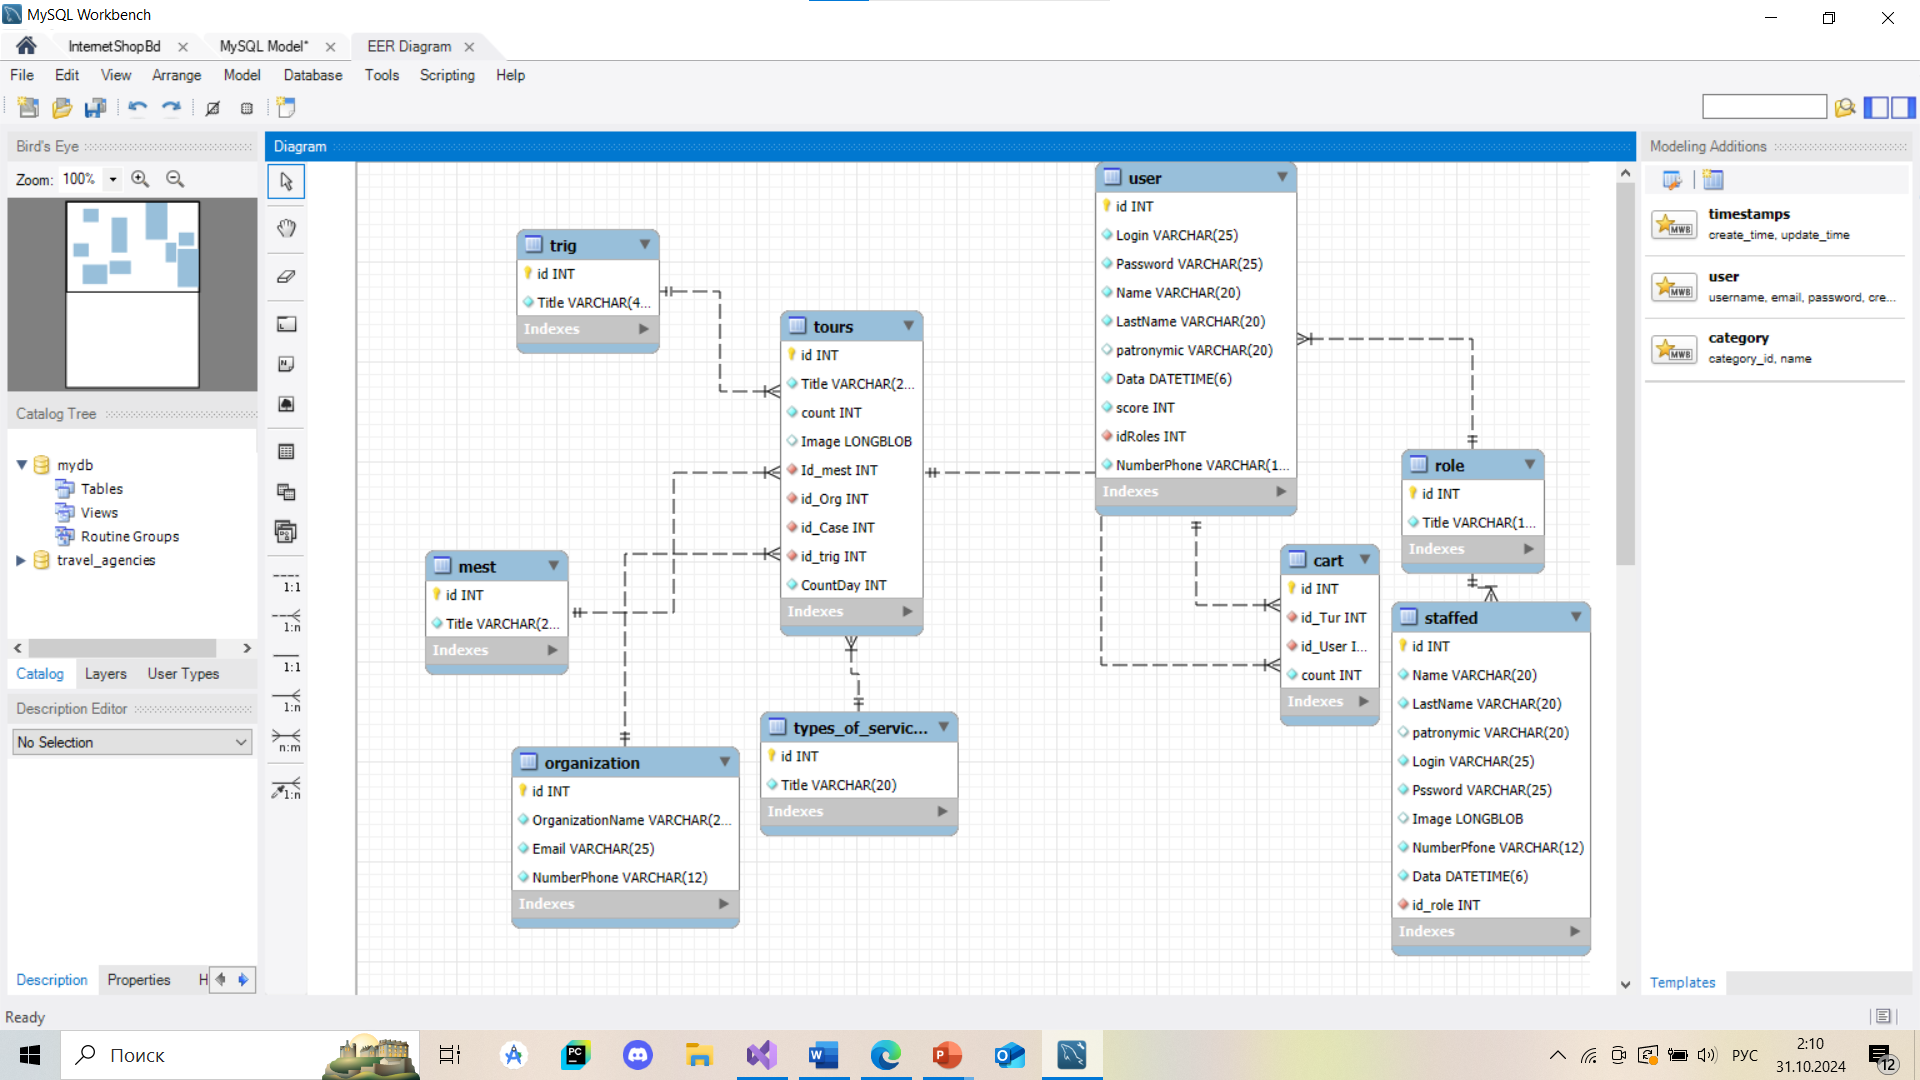 MySQL Workbench
InternetShopBd
MySQL Model*
EER Diagram
File Edit View Arrange Model Database Tools Scripting Help
Bird's Eye
Zoom: 100%
Catalog Tree
mydb
Tables
Views
Routine Groups
travel_agencies
Catalog Layers User Types
Description Editor
No Selection
Description Properties H
Ready
Diagram
1:1
1:n
1:1
1:n
n:m
1:n
trig
id INT
Title VARCHAR(4...
Indexes
tours
id INT
Title VARCHAR(2...
count INT
Image LONGBLOB
Id_mest INT
id_Org INT
id_Case INT
id_trig INT
CountDay INT
Indexes
mest
id INT
Title VARCHAR(2...
Indexes
organization
id INT
OrganizationName VARCHAR(2...
Email VARCHAR(25)
NumberPhone VARCHAR(12)
Indexes
types_of_servic...
id INT
Title VARCHAR(20)
Indexes
user
id INT
Login VARCHAR(25)
Password VARCHAR(25)
Name VARCHAR(20)
LastName VARCHAR(20)
patronymic VARCHAR(20)
Data DATETIME(6)
score INT
idRoles INT
NumberPhone VARCHAR(1...
Indexes
cart
id INT
id_Tur INT
id_User I...
count INT
Indexes
role
id INT
Title VARCHAR(1...
Indexes
staffed
id INT
Name VARCHAR(20)
LastName VARCHAR(20)
patronymic VARCHAR(20)
Login VARCHAR(25)
Pssword VARCHAR(25)
Image LONGBLOB
NumberPfone VARCHAR(12)
Data DATETIME(6)
id_role INT
Indexes
Modeling Additions
MWB
timestamps
create_time, update_time
MWB
user
username, email, password, cre...
MWB
category
category_id, name
Templates
Поиск
PC
W
P
РУС
2:10
31.10.2024
12